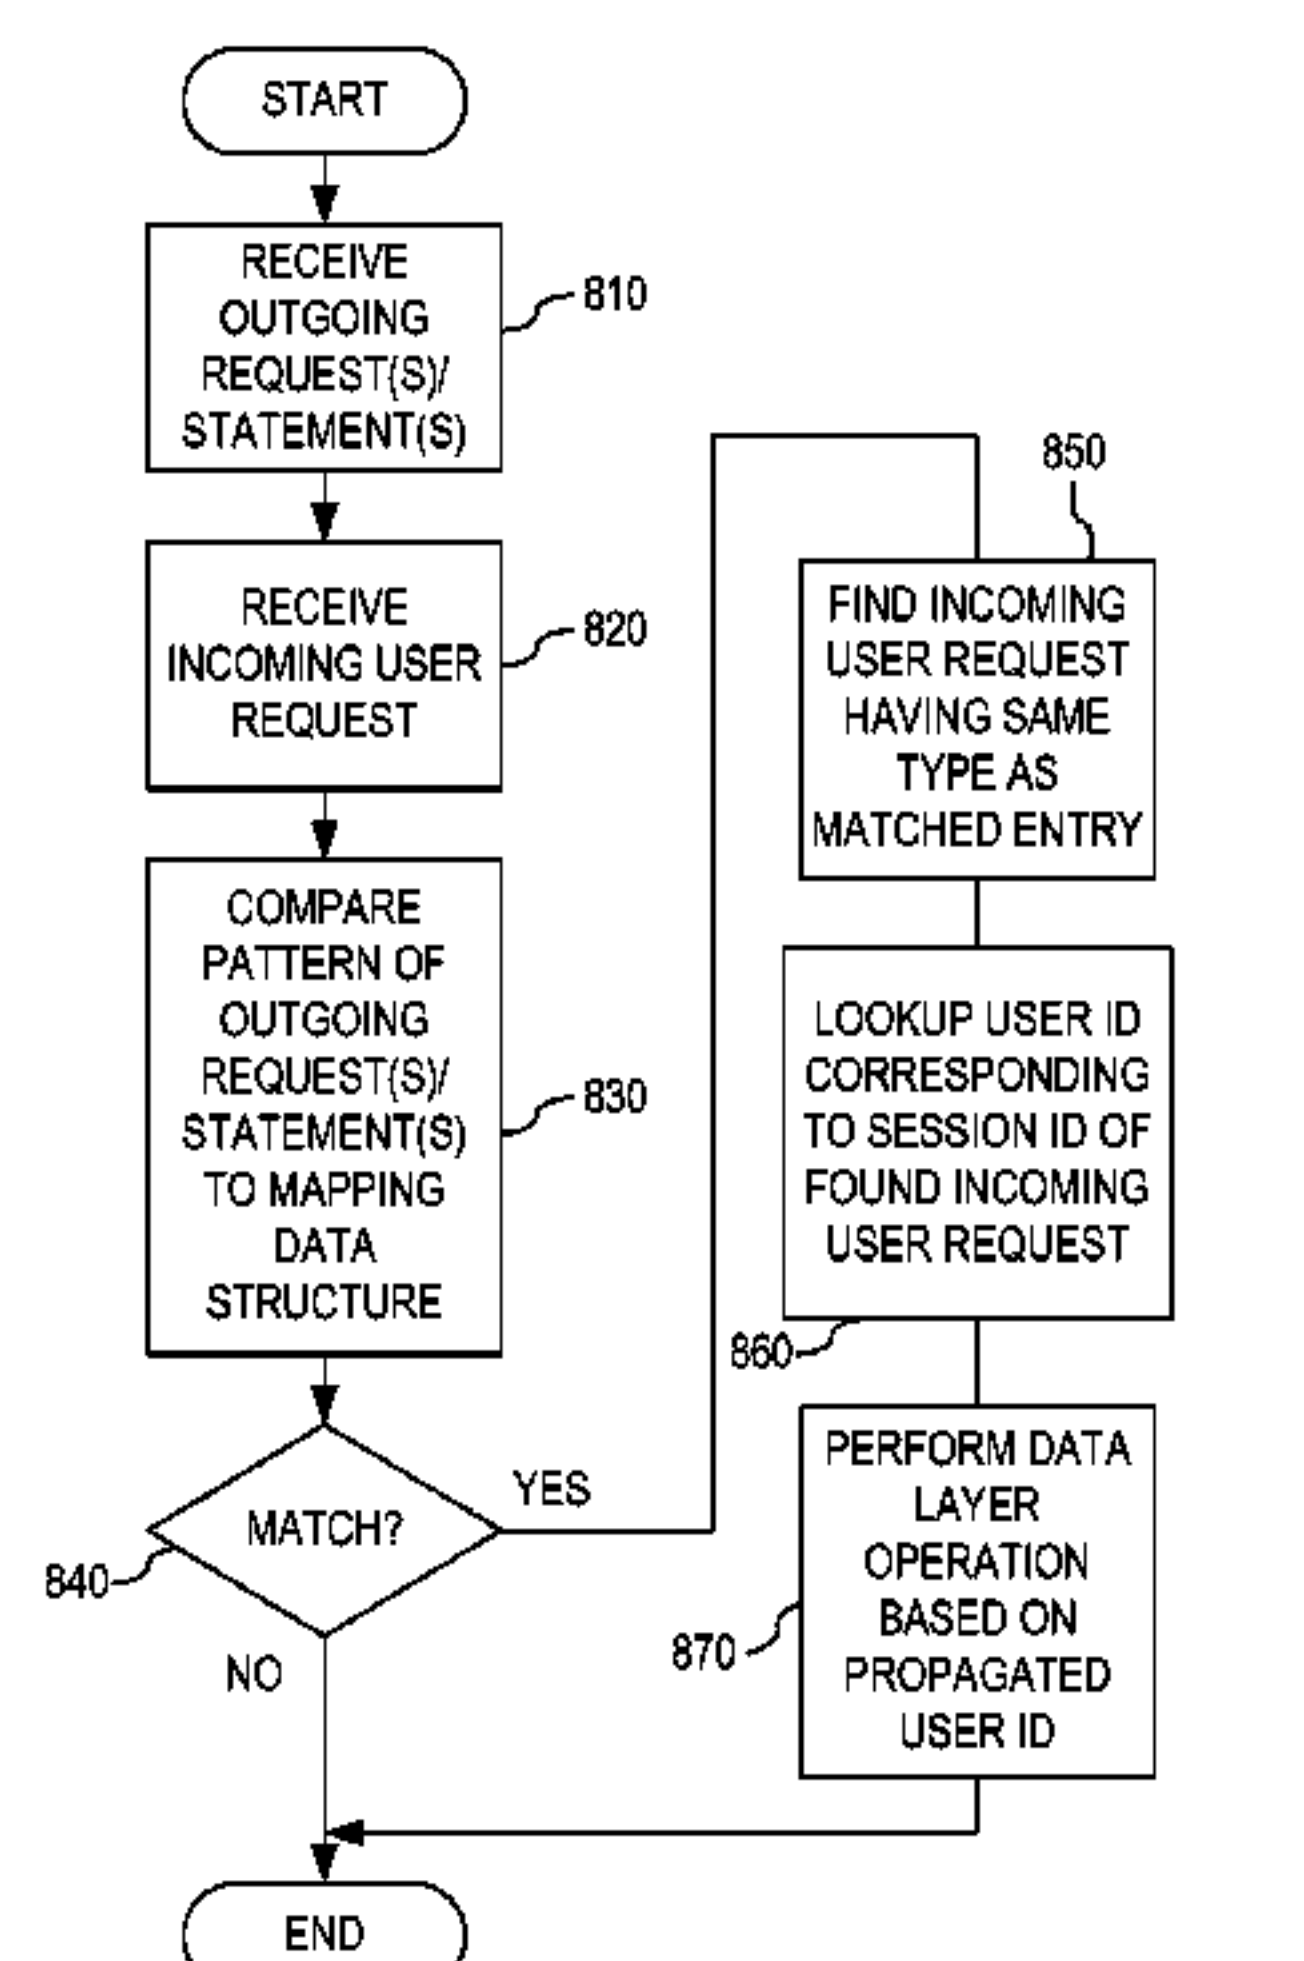 START
RECEIVE
OUTGOING
REQUEST(S)/
STATEMENT(S)
810
RECEIVE
INCOMING USER
REQUEST
820
COMPARE
PATTERN OF
OUTGOING
REQUEST(S)/
STATEMENT(S)
TO MAPPING
DATA
STRUCTURE
830
MATCH?
840
YES
NO
850
FIND INCOMING
USER REQUEST
HAVING SAME
TYPE AS
MATCHED ENTRY
LOOKUP USER ID
CORRESPONDING
TO SESSION ID OF
FOUND INCOMING
USER REQUEST
860
PERFORM DATA
LAYER
OPERATION
BASED ON
PROPAGATED
USER ID
870
END